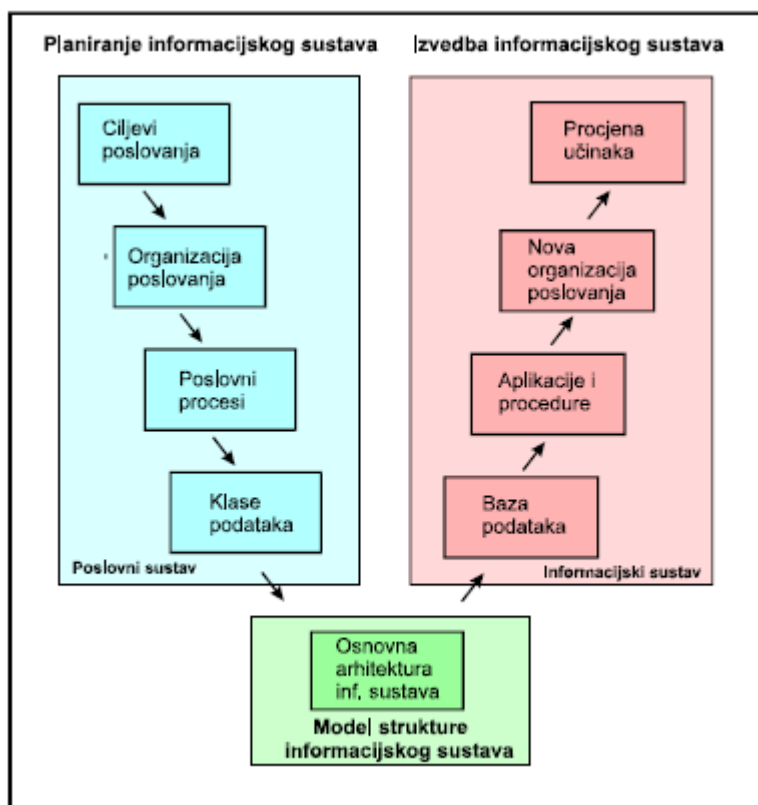 Planiranje informacijskog sustava
Ciljevi
poslovanja
Organizacija
poslovanja
Poslovni
procesi
Klase
podataka
Poslovni sustav
Izvedba informacijskog sustava
Procjena
učinaka
Nova
organizacija
poslovanja
Aplikacije i
procedure
Baza
podataka
Informacijski sustav
Osnovna
arhitektura
inf. sustava
Model strukture
informacijskog sustava